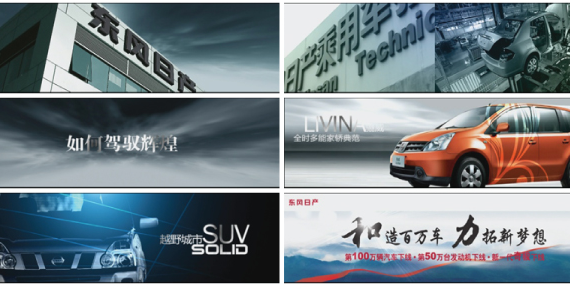 东风日产
日产乘用车技
Technic
如何驾驭辉煌
LIVINA
全时多能家轿典范
越野城市SUV
SOLID
东风日产
和造百万车 力拓新梦想
第100万辆汽车下线·第50万台发动机下线·